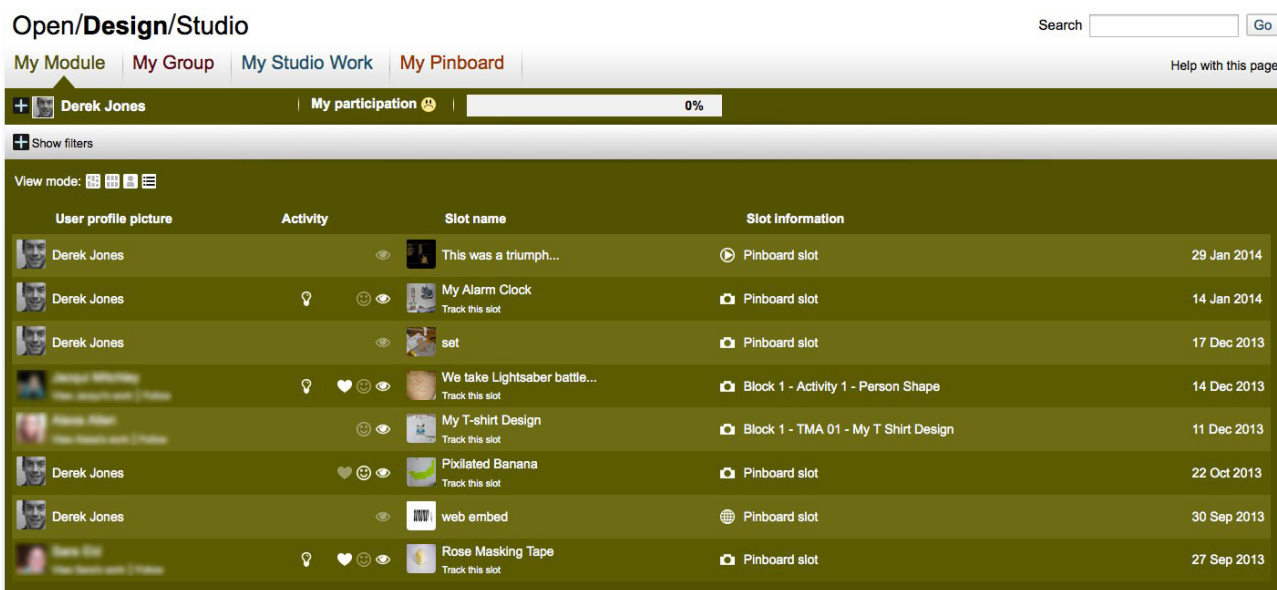 Open/Design/Studio
Search
Go
My Module
My Group
My Studio Work
My Pinboard
Help with this page
Derek Jones
My participation
0%
Show filters
View mode:
User profile picture
Activity
Slot name
Slot information
Derek Jones
This was a triumph...
Pinboard slot
29 Jan 2014
Derek Jones
My Alarm Clock
Track this slot
Pinboard slot
14 Jan 2014
Derek Jones
set
Pinboard slot
17 Dec 2013
We take Lightsaber battle...
Track this slot
Block 1 - Activity 1 - Person Shape
14 Dec 2013
My T-shirt Design
Track this slot
Block 1 - TMA 01 - My T Shirt Design
11 Dec 2013
Derek Jones
Pixilated Banana
Track this slot
Pinboard slot
22 Oct 2013
Derek Jones
web embed
Pinboard slot
30 Sep 2013
Rose Masking Tape
Track this slot
Pinboard slot
27 Sep 2013